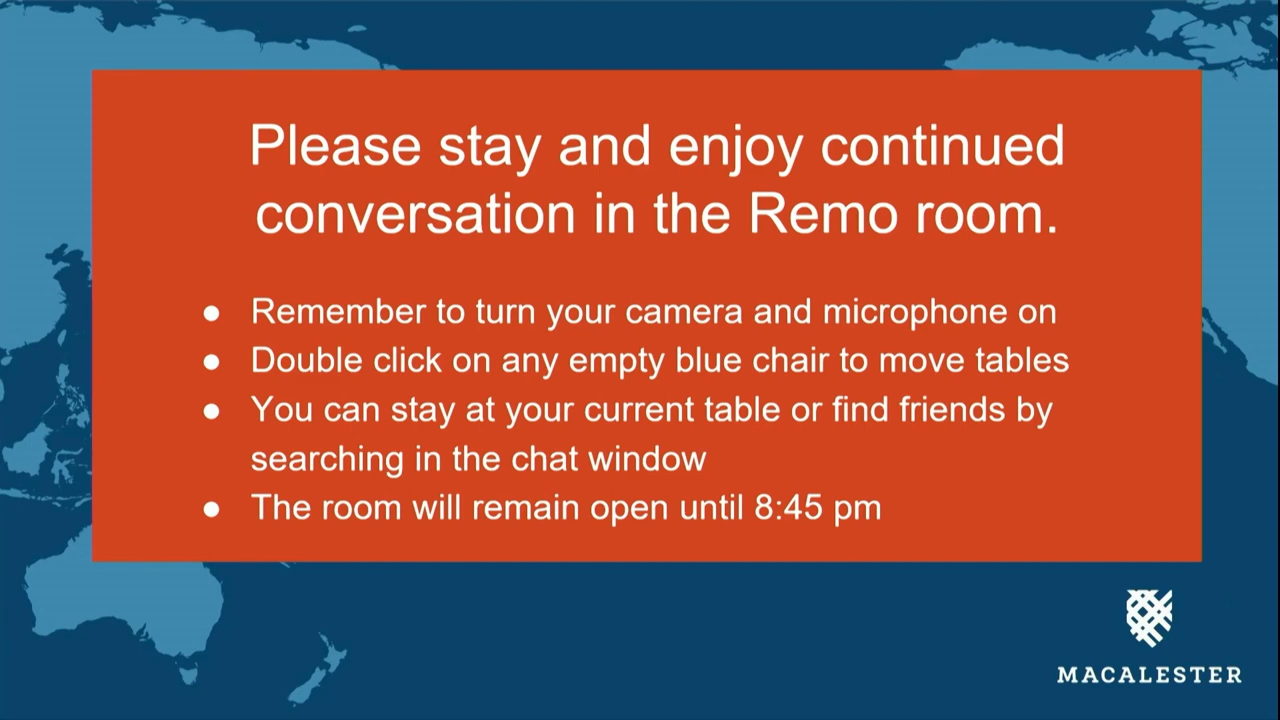 Please stay and enjoy continued
conversation in the Remo room.
● Remember to turn your camera and microphone on
● Double click on any empty blue chair to move tables
● You can stay at your current table or find friends by
searching in the chat window
● The room will remain open until 8:45 pm
MACALESTER